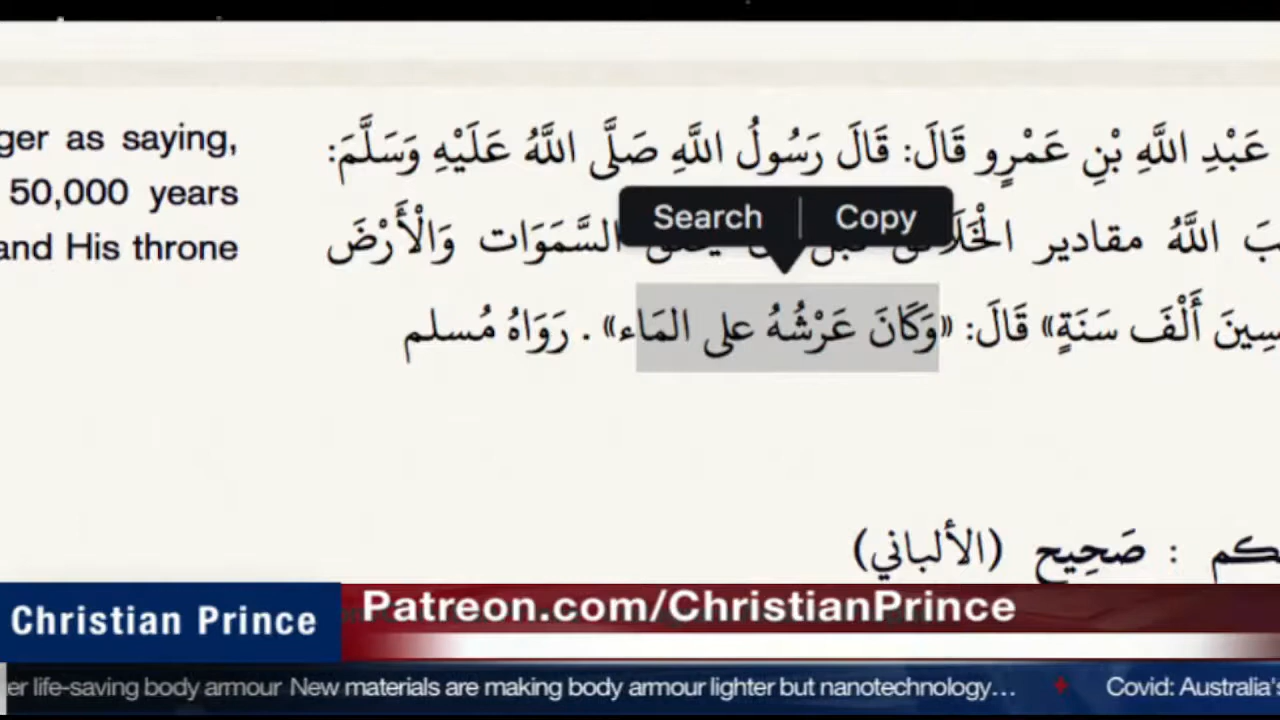 ger as saying,
50,000 years
and His throne
عَبْدِ اللَّهِ بْنِ عَمْرٍو قَالَ: قَالَ رَسُولُ اللَّهِ صَلَّى اللَّهُ عَلَيْهِ وَسَلَّمَ:
Search Copy
بَ اللَّهُ مقادير الْخَلَائق السَّمَوَات وَالْأَرْضَ
سِينَ أَلْفَ سَنَةٍ» قَالَ: «وَكَانَ عَرْشُهُ على المَاء» . رَوَاهُ مُسلم
كم : صَحِيح (الألباني)
Christian Prince
Patreon.com/ChristianPrince
er life-saving body armour New materials are making body armour lighter but nanotechnology… Covid: Australia's